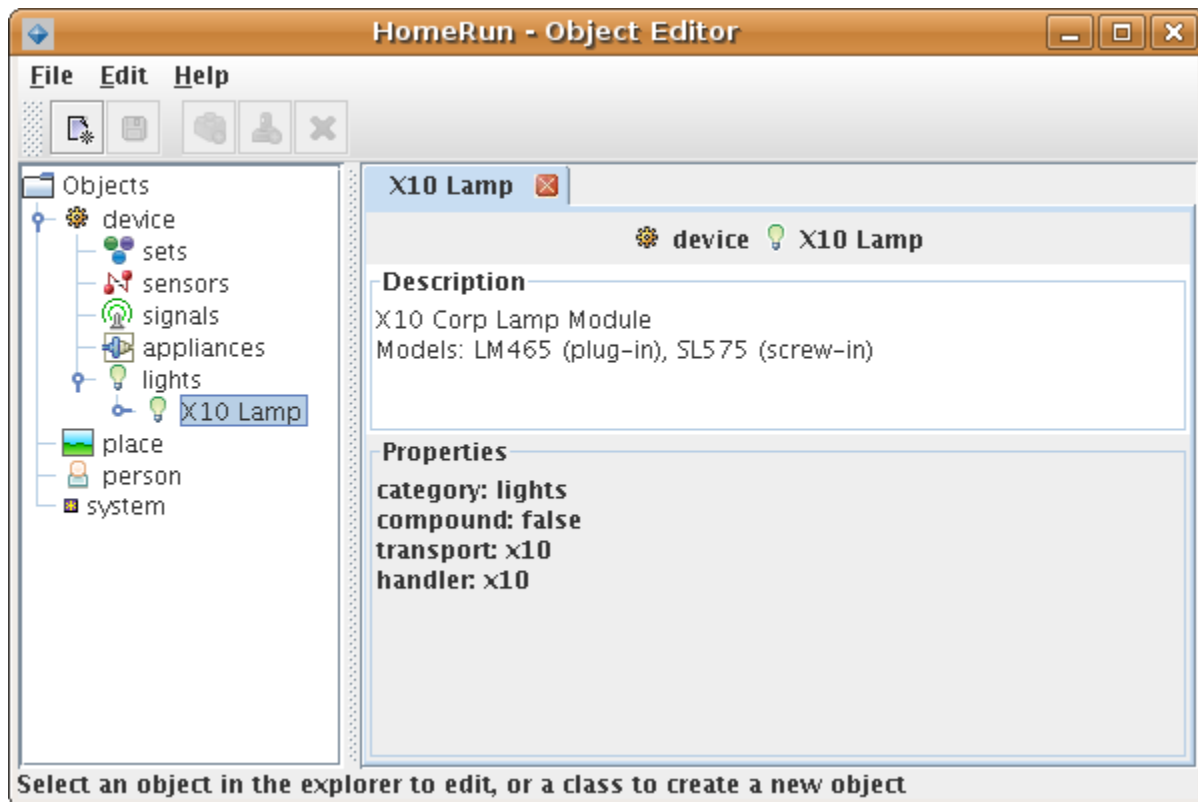 HomeRun - Object Editor
File Edit Help
Objects
device
sets
sensors
signals
appliances
lights
X10 Lamp
place
person
system
X10 Lamp
device X10 Lamp
Description
X10 Corp Lamp Module
Models: LM465 (plug-in), SL575 (screw-in)
Properties
category: lights
compound: false
transport: x10
handler: x10
Select an object in the explorer to edit, or a class to create a new object